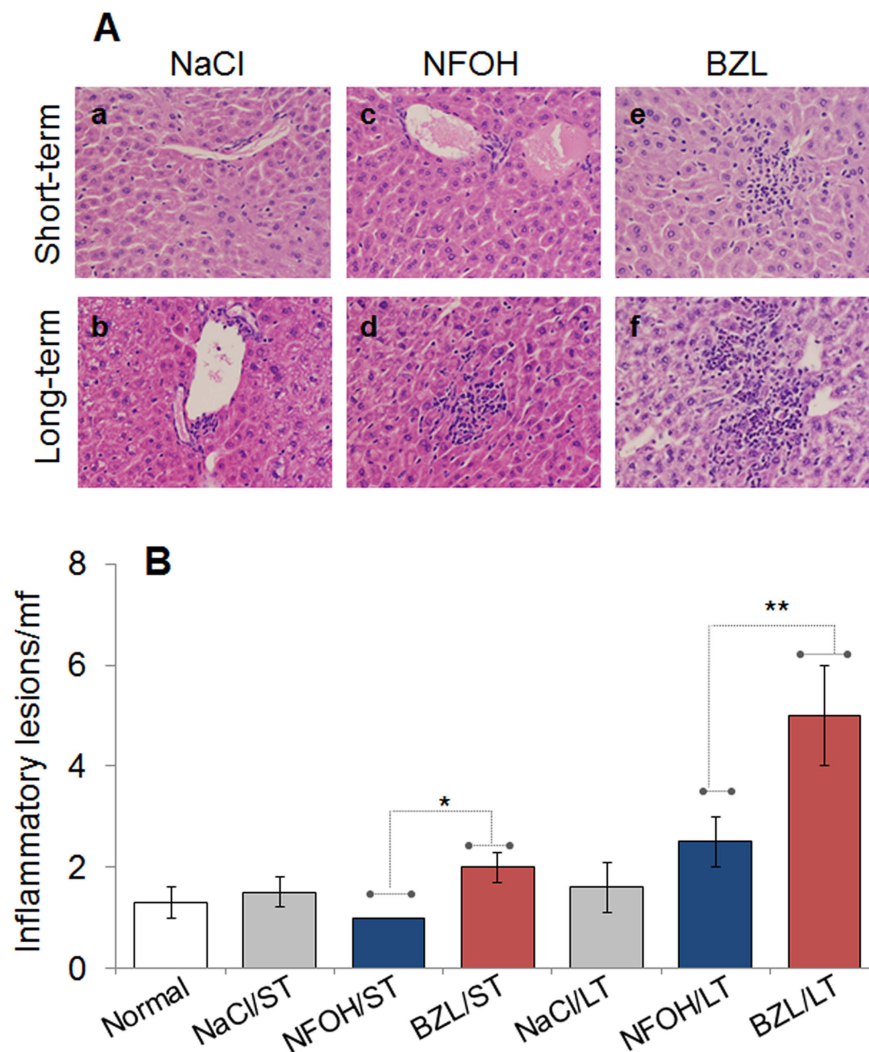 A
NaCl NFOH BZL
Short-term
a c e
Long-term
b d f
B
Inflammatory lesions/mf
8
6
4
2
0
*
**
Normal NaCl/ST NFOH/ST BZL/ST NaCl/LT NFOH/LT BZL/LT